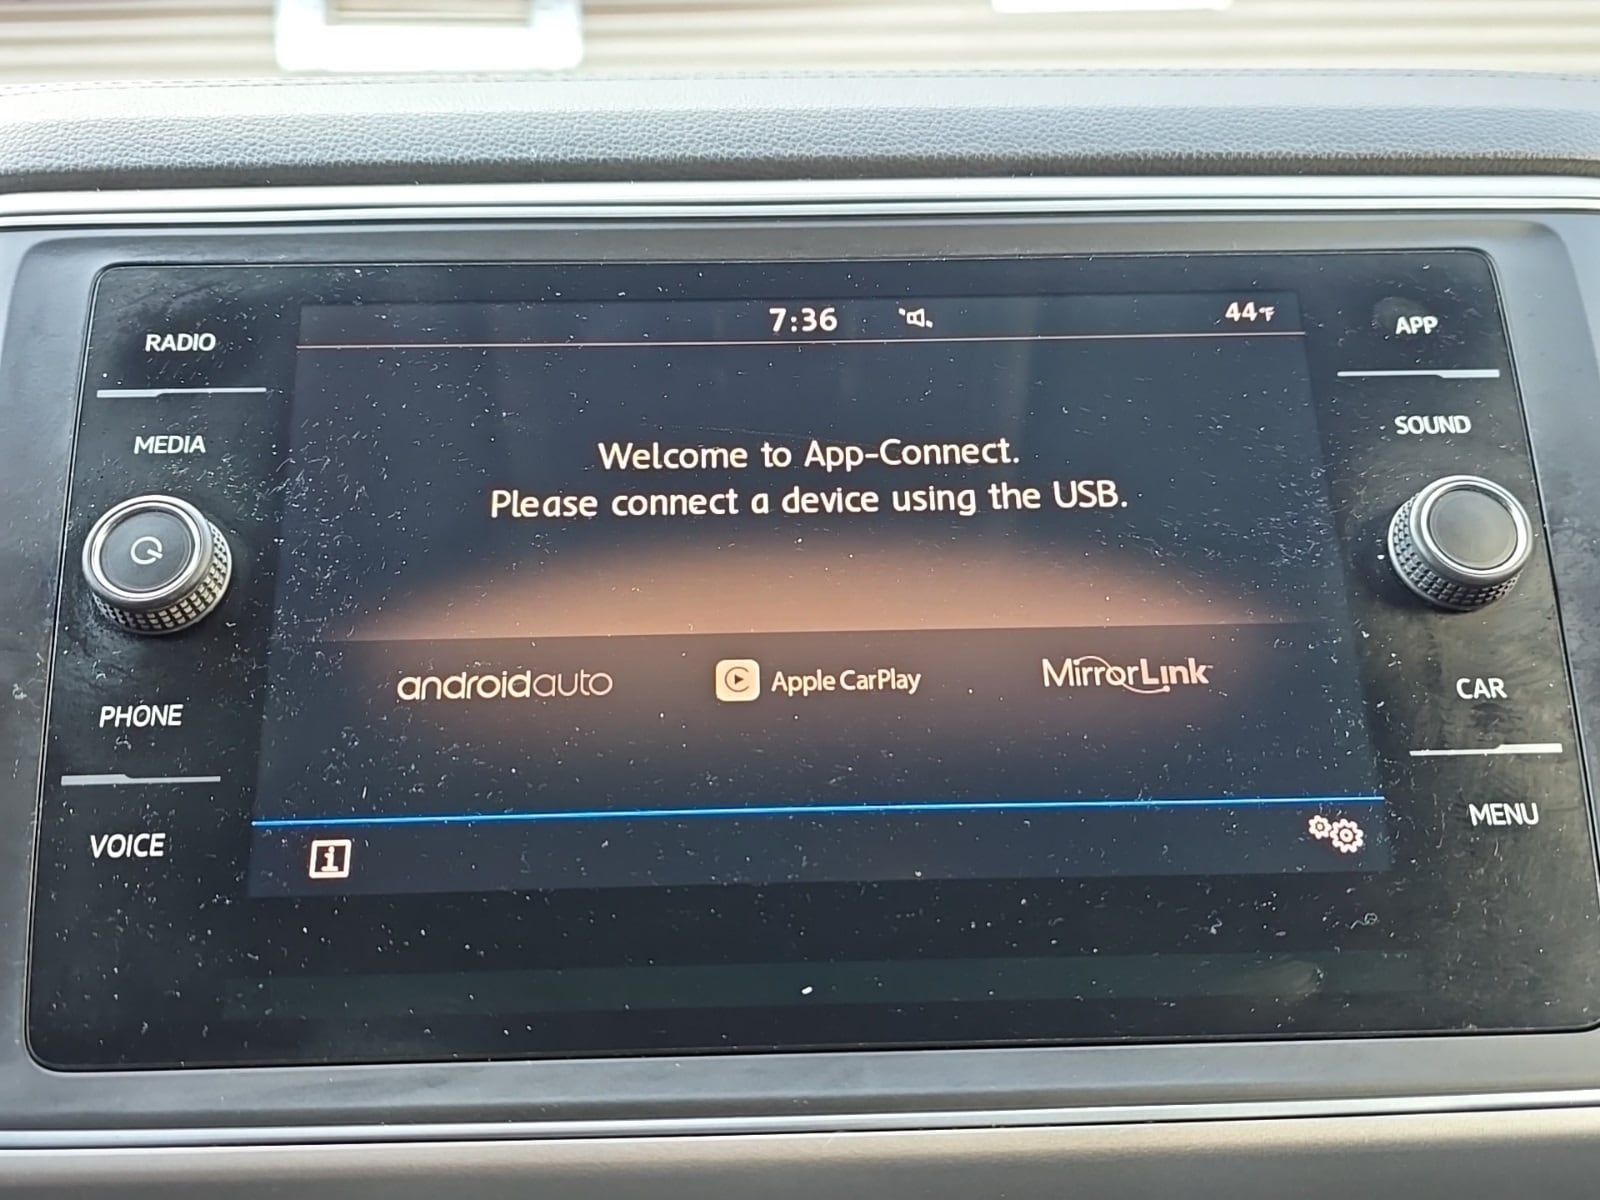 7:36
44°F
RADIO
MEDIA
PHONE
VOICE
Welcome to App-Connect.
Please connect a device using the USB.
androidauto
Apple CarPlay
MirrorLink™
APP
SOUND
CAR
MENU